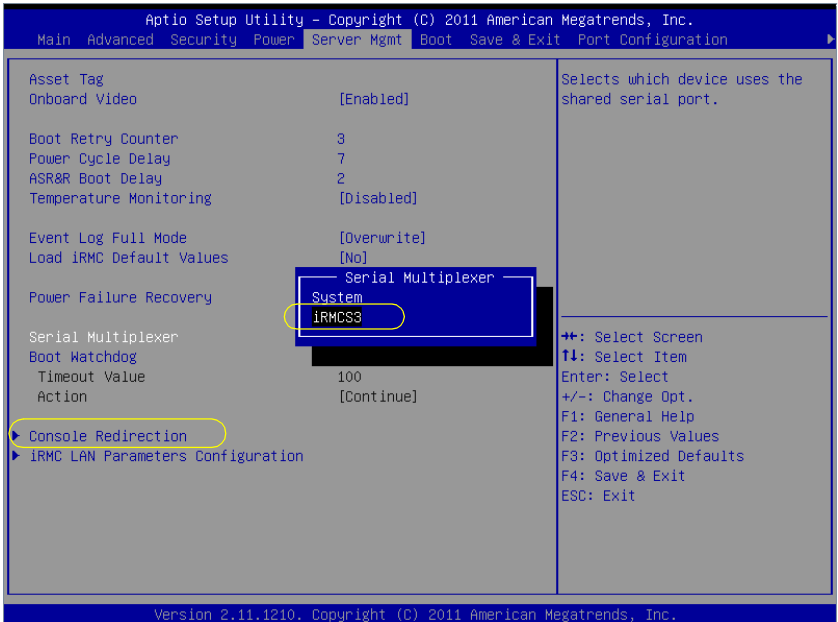 Aptio Setup Utility – Copyright (C) 2011 American Megatrends, Inc.
Main Advanced Security Power Server Mgmt Boot Save & Exit Port Configuration
Asset Tag
Onboard Video [Enabled]
Boot Retry Counter 3
Power Cycle Delay 7
ASR&R Boot Delay 2
Temperature Monitoring [Disabled]
Event Log Full Mode [Overwrite]
Load iRMC Default Values [No]
Power Failure Recovery
Serial Multiplexer
Boot Watchdog
Timeout Value 100
Action [Continue]
Console Redirection
iRMC LAN Parameters Configuration
Serial Multiplexer
System
iRMCS3
Selects which device uses the
shared serial port.
→←: Select Screen
↑↓: Select Item
Enter: Select
+/-: Change Opt.
F1: General Help
F2: Previous Values
F3: Optimized Defaults
F4: Save & Exit
ESC: Exit
Version 2.11.1210. Copyright (C) 2011 American Megatrends, Inc.